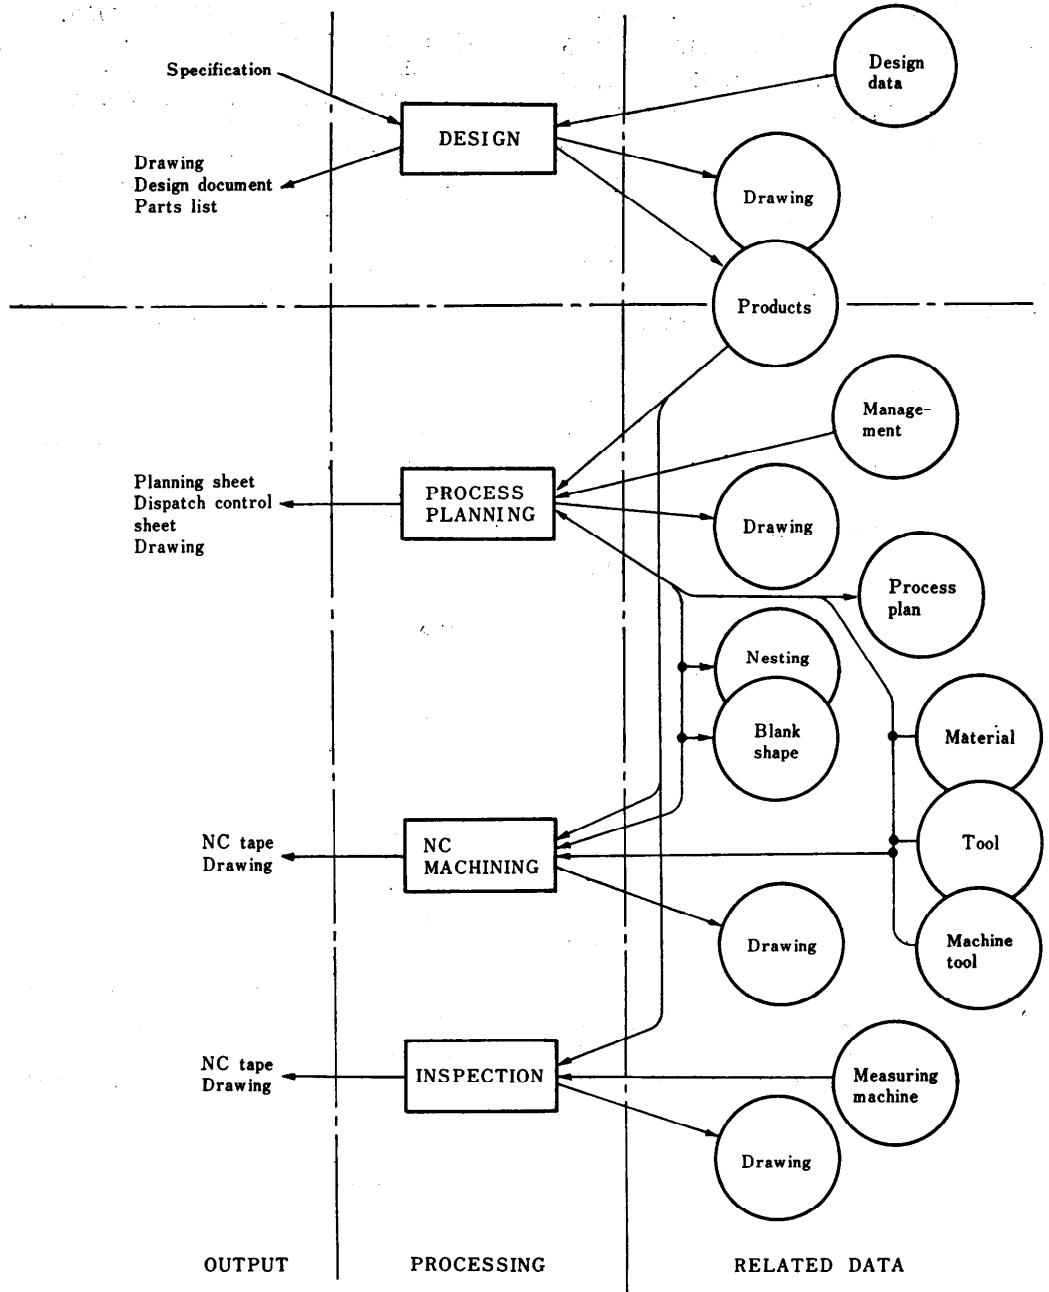 Specification
DESIGN
Design
data
Drawing
Design document
Parts list
Drawing
Products
Manage-
ment
Planning sheet
Dispatch control
sheet
Drawing
PROCESS
PLANNING
Drawing
Process
plan
Nesting
Blank
shape
Material
NC tape
Drawing
NC
MACHINING
Tool
Drawing
Machine
tool
NC tape
Drawing
INSPECTION
Measuring
machine
Drawing
OUTPUT
PROCESSING
RELATED DATA